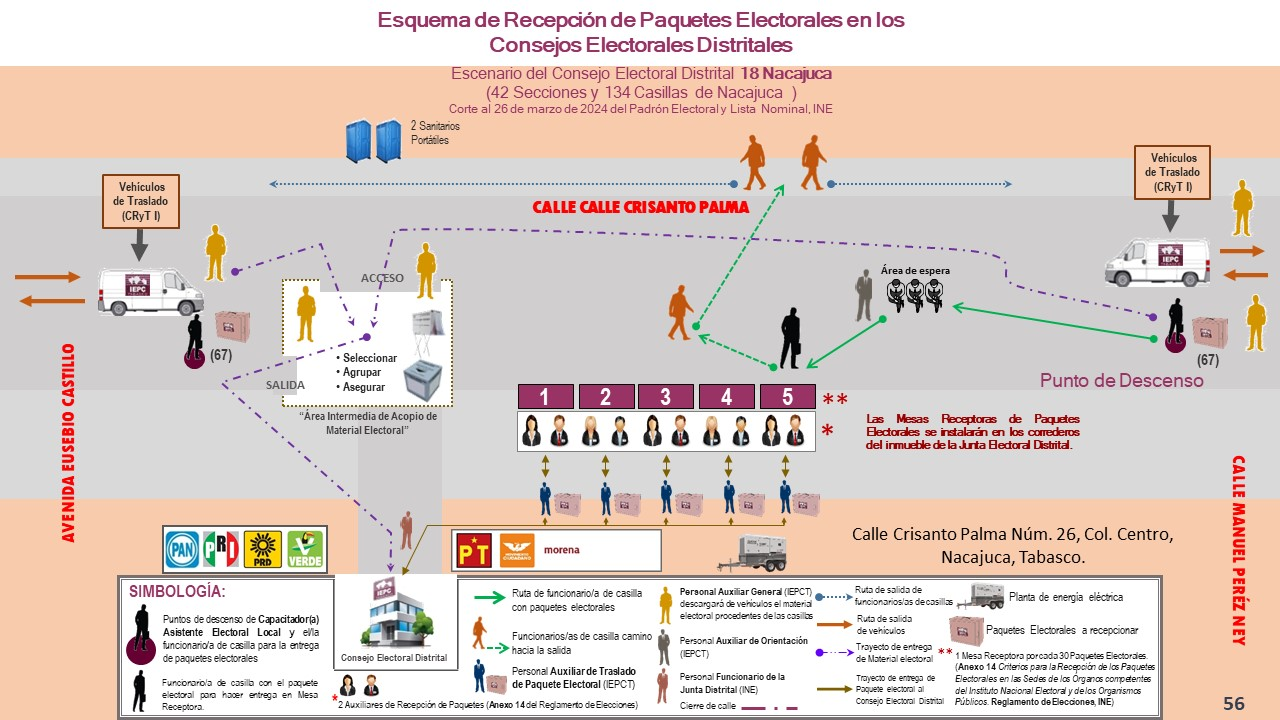 Esquema de Recepción de Paquetes Electorales en los
Consejos Electorales Distritales
Escenario del Consejo Electoral Distrital 18 Nacajuca
(42 Secciones y 134 Casillas de Nacajuca )
Corte al 26 de marzo de 2024 del Padrón Electoral y Lista Nominal, INE
2 Sanitarios
Portátiles
Vehículos
de Traslado
(CRyT I)
Vehículos
de Traslado
(CRyT I)
CALLE CALLE CRISANTO PALMA
ACCESO
Área de espera
IEPC
IEPC
• Seleccionar
• Agrupar
• Asegurar
SALIDA
(67)
(67)
Punto de Descenso
"Área Intermedia de Acopio de
Material Electoral"
1 2 3 4 5 **
*
Las Mesas Receptoras de Paquetes
Electorales se instalarán en los correderos
del inmueble de la Junta Electoral Distrital.
AVENIDA EUSEBIO CASTILLO
CALLE MANUEL PERÉZ NEY
PAN
PRD
PRD
VERDE
PT
morena
Calle Crisanto Palma Núm. 26, Col. Centro,
Nacajuca, Tabasco.
SIMBOLOGÍA:
Puntos de descenso de Capacitador(a)
Asistente Electoral Local y el/la
funcionario/a de casilla para la entrega
de paquetes electorales
Funcionario/a de casilla con el paquete
electoral para hacer entrega en Mesa
Receptora.
IEPC
Consejo Electoral Distrital
* 2 Auxiliares de Recepción de Paquetes (Anexo 14 del Reglamento de Elecciones)
Ruta de funcionario/a de casilla
con paquetes electorales
Funcionarios/as de casilla camino
hacia la salida
Personal Auxiliar de Traslado
de Paquete Electoral (IEPCT)
Personal Auxiliar General (IEPCT)
descargará de vehículos el material
electoral procedentes de las casillas
Personal Auxiliar de Orientación
(IEPCT)
Personal Funcionario de la
Junta Distrital (INE)
Cierre de calle
Ruta de salida de
funcionarios/as de casillas
Ruta de salida
de vehículos
Trayecto de entrega
de Material electoral
Trayecto de entrega de
Paquete electoral al
Consejo Electoral Distrital
Planta de energía eléctrica
Paquetes Electorales a recepcionar
** 1 Mesa Receptora por cada 30 Paquetes Electorales.
(Anexo 14 Criterios para la Recepción de los Paquetes
Electorales en las Sedes de los Órganos competentes
del Instituto Nacional Electoral y de los Organismos
Públicos. Reglamento de Elecciones, INE)
56